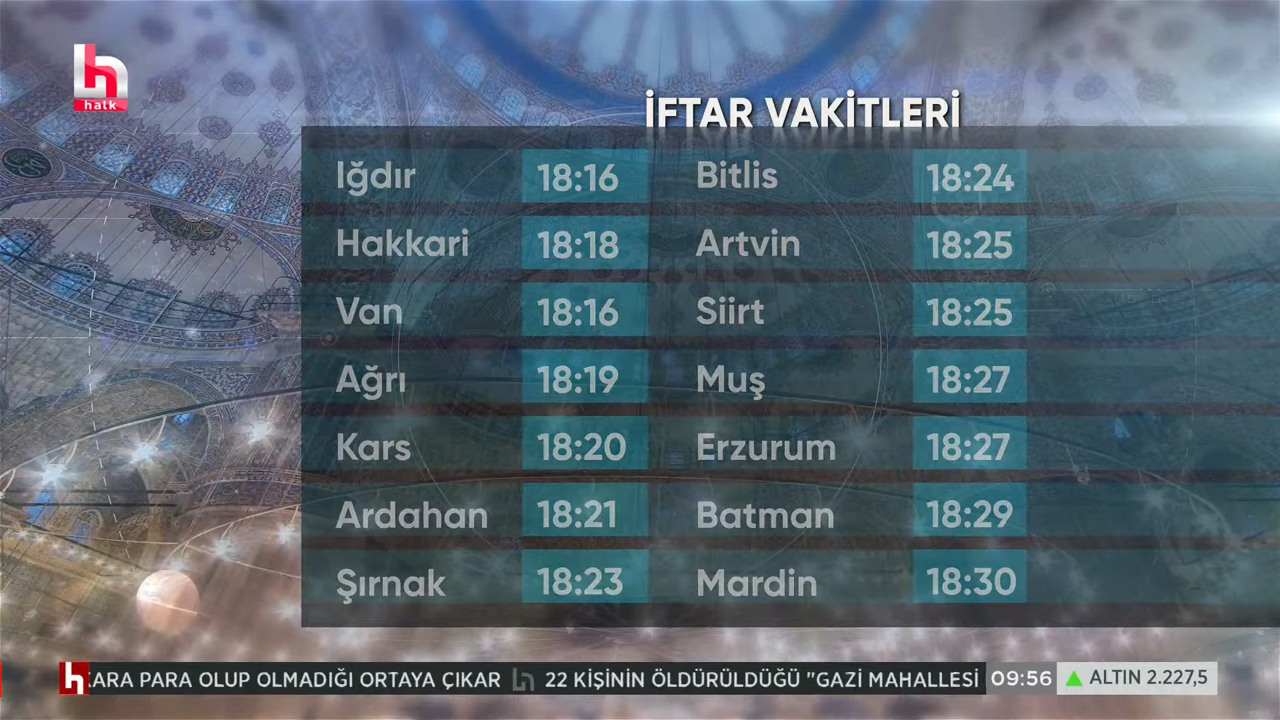 h
halk
İFTAR VAKİTLERİ
Iğdır 18:16 Bitlis 18:24
Hakkari 18:18 Artvin 18:25
Van 18:16 Siirt 18:25
Ağrı 18:19 Muş 18:27
Kars 18:20 Erzurum 18:27
Ardahan 18:21 Batman 18:29
Şırnak 18:23 Mardin 18:30
h KARA PARA OLUP OLMADIĞI ORTAYA ÇIKAR h 22 KİŞİNİN ÖLDÜRÜLDÜĞÜ "GAZİ MAHALLESİ 09:56 ALTIN 2.227,5